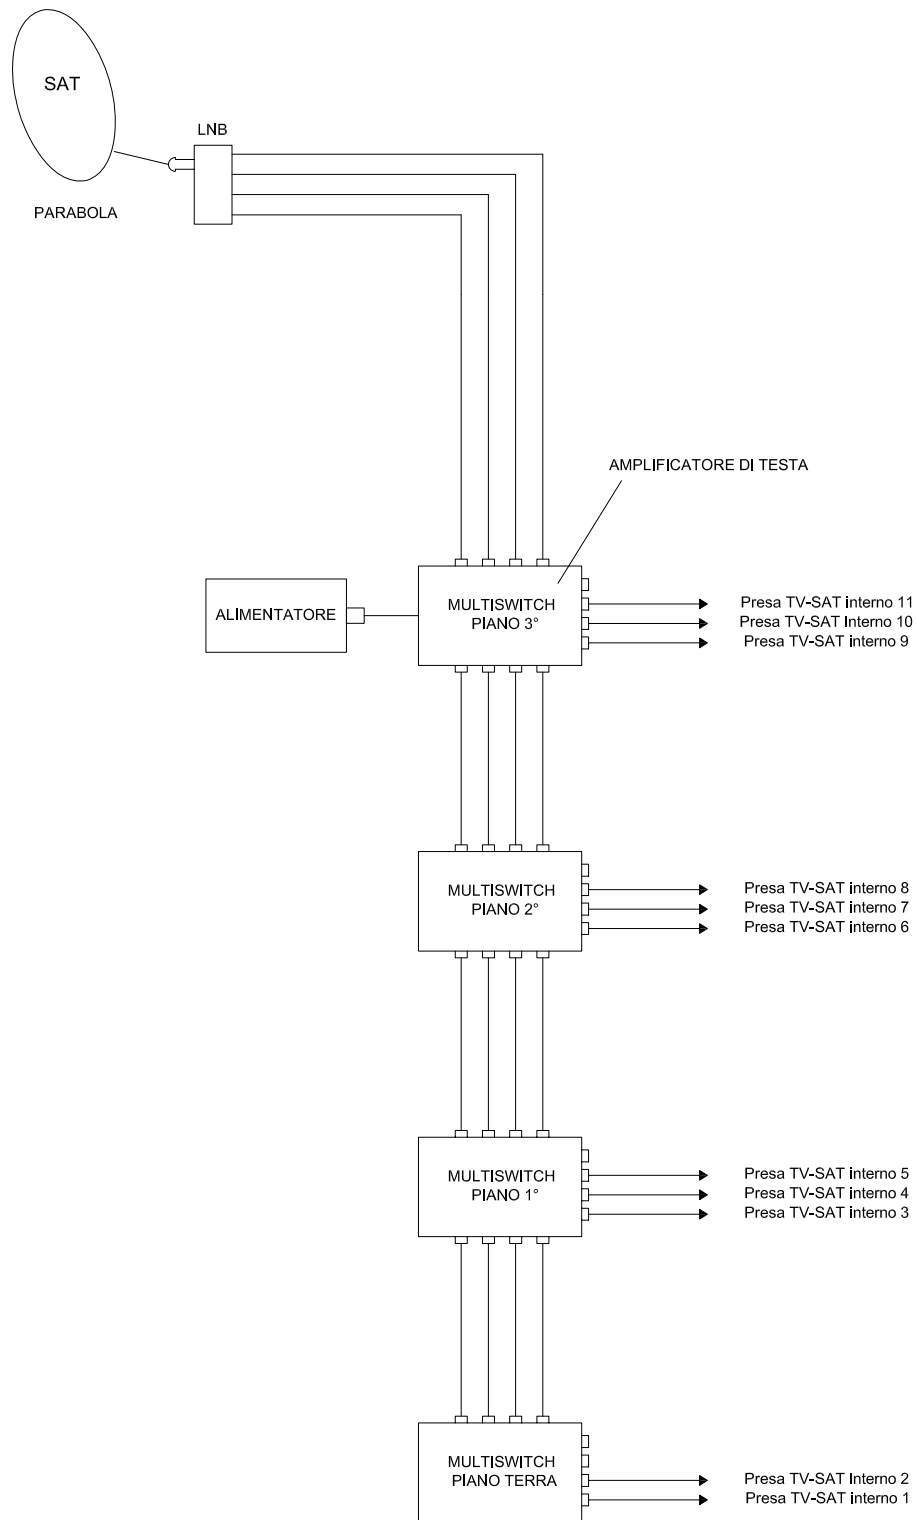 SAT
LNB
PARABOLA
AMPLIFICATORE DI TESTA
ALIMENTATORE
MULTISWITCH
PIANO 3°
Presa TV-SAT interno 11
Presa TV-SAT Interno 10
Presa TV-SAT interno 9
MULTISWITCH
PIANO 2°
Presa TV-SAT interno 8
Presa TV-SAT interno 7
Presa TV-SAT interno 6
MULTISWITCH
PIANO 1°
Presa TV-SAT interno 5
Presa TV-SAT interno 4
Presa TV-SAT interno 3
MULTISWITCH
PIANO TERRA
Presa TV-SAT Interno 2
Presa TV-SAT interno 1